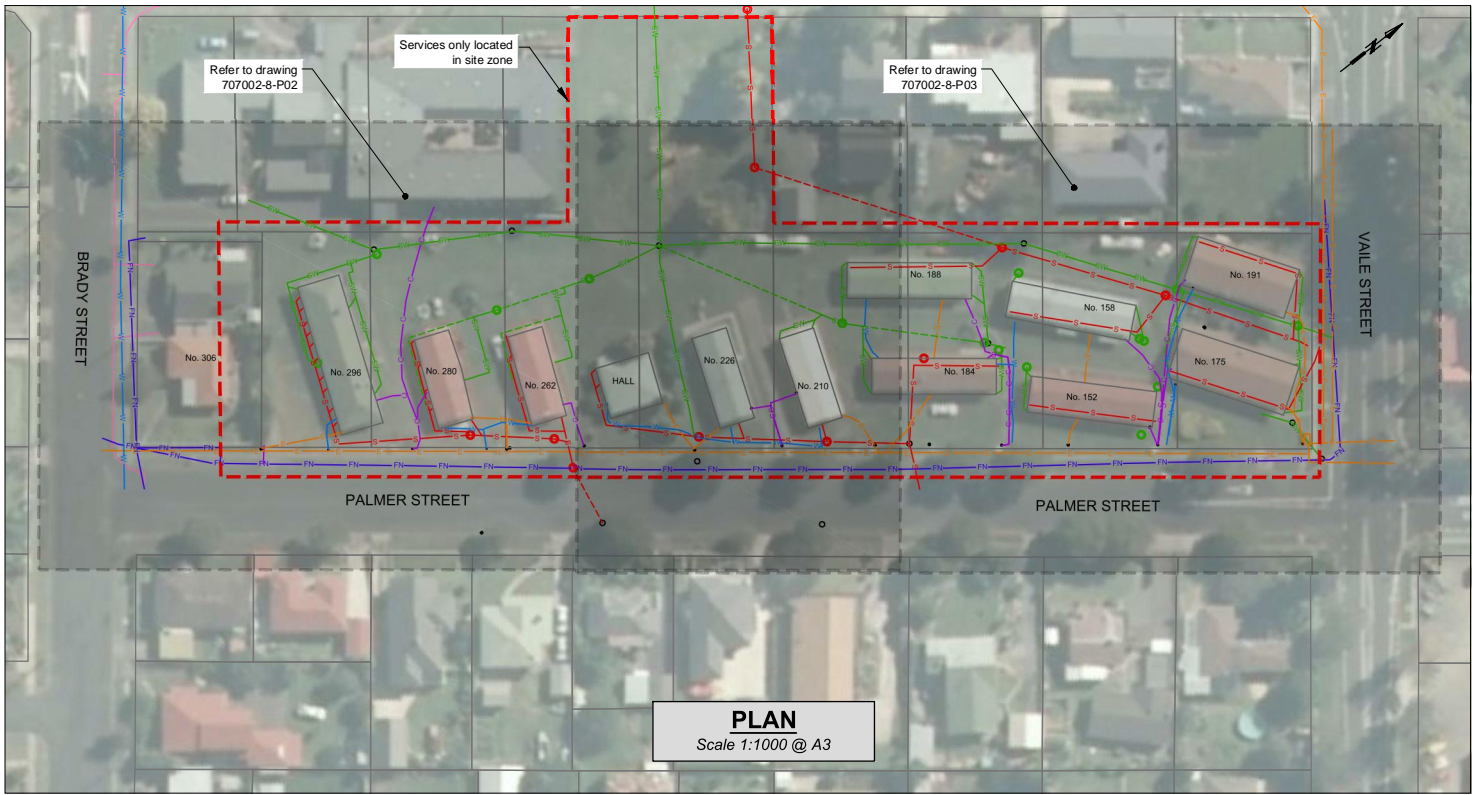 Services only located
in site zone
Refer to drawing
707002-8-P02
Refer to drawing
707002-8-P03
N
BRADY STREET
VAILE STREET
No. 306
No. 296
No. 280
No. 262
HALL
No. 226
No. 210
No. 188
No. 184
No. 158
No. 152
No. 191
No. 175
PALMER STREET
PALMER STREET
PLAN
Scale 1:1000 @ A3